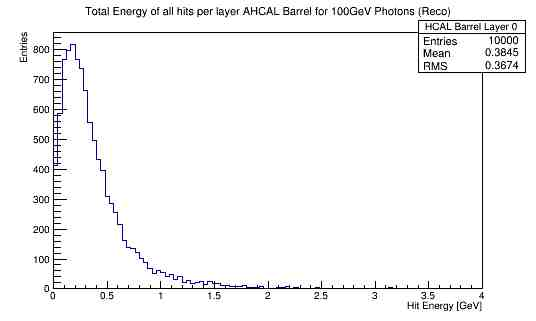 Total Energy of all hits per layer AHCAL Barrel for 100GeV Photons (Reco)
HCAL Barrel Layer 0
Entries 10000
Mean 0.3845
RMS 0.3674
Entries
800
700
600
500
400
300
200
100
0
0 0.5 1 1.5 2 2.5 3 3.5 4
Hit Energy [GeV]